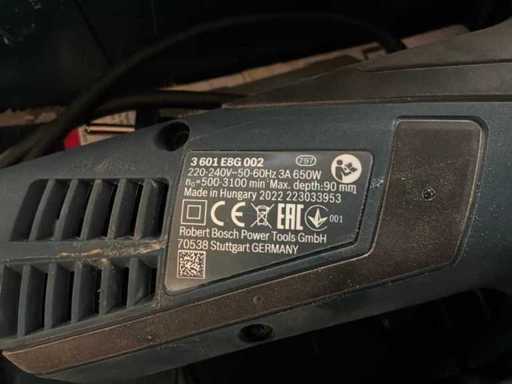 3 601 E8G 002 797
220-240V~50-60Hz 3A 650W
n₀=500-3100 min⁻¹ Max. depth:90 mm
Made in Hungary 2022 223033953
CE EAC 001
Robert Bosch Power Tools GmbH
70538 Stuttgart GERMANY